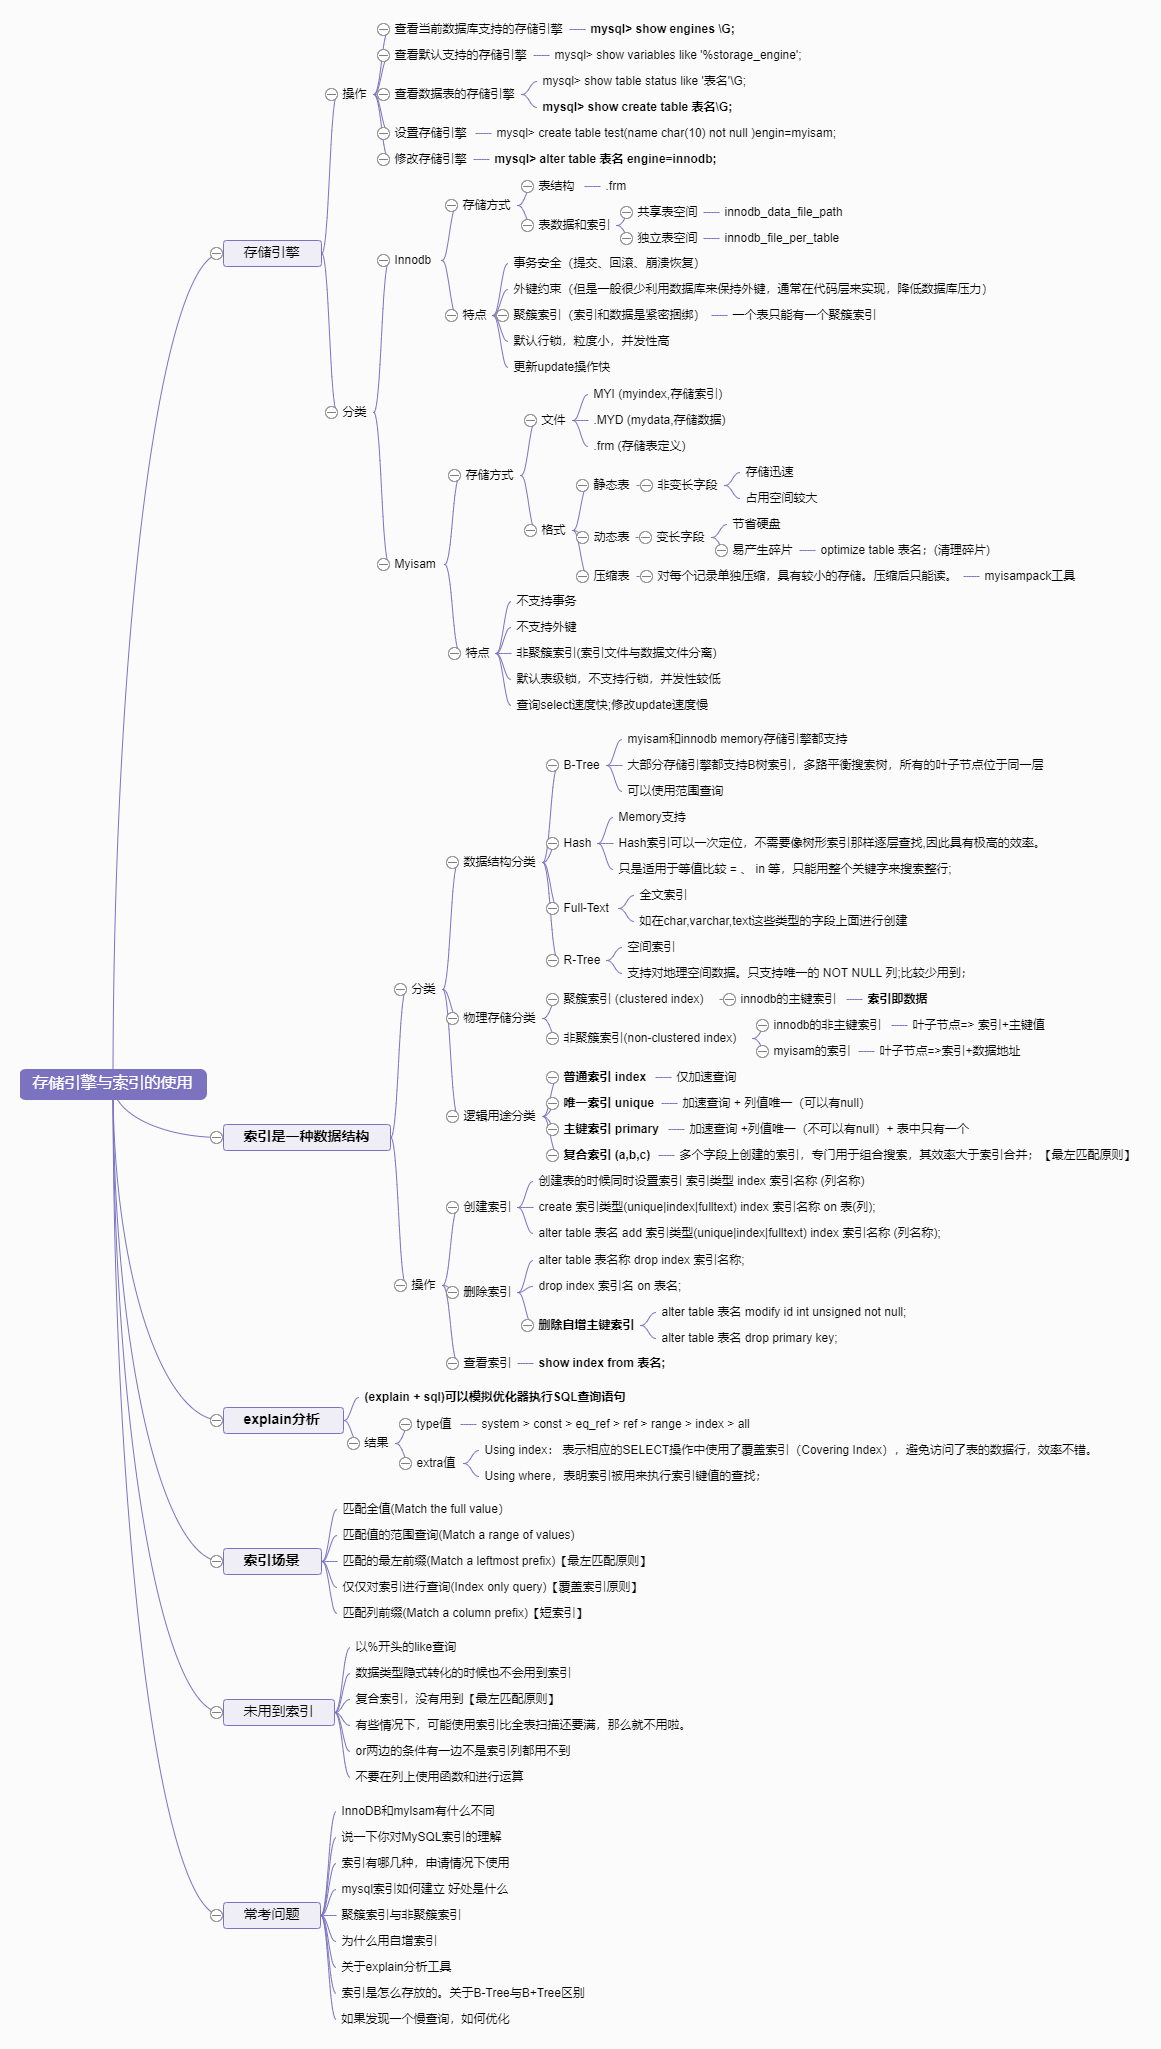 存储引擎与索引的使用
存储引擎
操作
查看当前数据库支持的存储引擎
mysql> show engines \G;
查看默认支持的存储引擎
mysql> show variables like '%storage_engine';
查看数据表的存储引擎
mysql> show table status like '表名'\G;
mysql> show create table 表名\G;
设置存储引擎
mysql> create table test(name char(10) not null )engin=myisam;
修改存储引擎
mysql> alter table 表名 engine=innodb;
分类
Innodb
存储方式
表结构
.frm
表数据和索引
共享表空间
innodb_data_file_path
独立表空间
innodb_file_per_table
特点
事务安全（提交、回滚、崩溃恢复）
外键约束（但是一般很少利用数据库来保持外键，通常在代码层来实现，降低数据库压力）
聚簇索引（索引和数据是紧密捆绑）
一个表只能有一个聚簇索引
默认行锁，粒度小，并发性高
更新update操作快
Myisam
存储方式
文件
MYI (myindex,存储索引)
.MYD (mydata,存储数据)
.frm (存储表定义)
格式
静态表
非变长字段
存储迅速
占用空间较大
动态表
变长字段
节省硬盘
易产生碎片
optimize table 表名；(清理碎片)
压缩表
对每个记录单独压缩，具有较小的存储。压缩后只能读。
myisampack工具
特点
不支持事务
不支持外键
非聚簇索引(索引文件与数据文件分离)
默认表级锁，不支持行锁，并发性较低
查询select速度快;修改update速度慢
索引是一种数据结构
分类
数据结构分类
B-Tree
myisam和innodb memory存储引擎都支持
大部分存储引擎都支持B树索引，多路平衡搜索树，所有的叶子节点位于同一层
可以使用范围查询
Hash
Memory支持
Hash索引可以一次定位，不需要像树形索引那样逐层查找,因此具有极高的效率。
只是适用于等值比较 = 、 in 等，只能用整个关键字来搜索整行;
Full-Text
全文索引
如在char,varchar,text这些类型的字段上面进行创建
R-Tree
空间索引
支持对地理空间数据。只支持唯一的 NOT NULL 列;比较少用到；
物理存储分类
聚簇索引 (clustered index)
innodb的主键索引
索引即数据
非聚簇索引(non-clustered index)
innodb的非主键索引
叶子节点=> 索引+主键值
myisam的索引
叶子节点=>索引+数据地址
逻辑用途分类
普通索引 index
仅加速查询
唯一索引 unique
加速查询 + 列值唯一（可以有null）
主键索引 primary
加速查询 +列值唯一（不可以有null）+ 表中只有一个
复合索引 (a,b,c)
多个字段上创建的索引，专门用于组合搜索，其效率大于索引合并；【最左匹配原则】
操作
创建索引
创建表的时候同时设置索引 索引类型 index 索引名称 (列名称)
create 索引类型(unique|index|fulltext) index 索引名称 on 表(列);
alter table 表名 add 索引类型(unique|index|fulltext) index 索引名称 (列名称);
删除索引
alter table 表名称 drop index 索引名称;
drop index 索引名 on 表名;
删除自增主键索引
alter table 表名 modify id int unsigned not null;
alter table 表名 drop primary key;
查看索引
show index from 表名;
explain分析
(explain + sql)可以模拟优化器执行SQL查询语句
结果
type值
system > const > eq_ref > ref > range > index > all
extra值
Using index： 表示相应的SELECT操作中使用了覆盖索引（Covering Index），避免访问了表的数据行，效率不错。
Using where，表明索引被用来执行索引键值的查找；
索引场景
匹配全值(Match the full value）
匹配值的范围查询(Match a range of values)
匹配的最左前缀(Match a leftmost prefix)【最左匹配原则】
仅仅对索引进行查询(Index only query)【覆盖索引原则】
匹配列前缀(Match a column prefix)【短索引】
未用到索引
以%开头的like查询
数据类型隐式转化的时候也不会用到索引
复合索引，没有用到【最左匹配原则】
有些情况下，可能使用索引比全表扫描还要满，那么就不用啦。
or两边的条件有一边不是索引列都用不到
不要在列上使用函数和进行运算
常考问题
InnoDB和myIsam有什么不同
说一下你对MySQL索引的理解
索引有哪几种，申请情况下使用
mysql索引如何建立 好处是什么
聚簇索引与非聚簇索引
为什么用自增索引
关于explain分析工具
索引是怎么存放的。关于B-Tree与B+Tree区别
如果发现一个慢查询，如何优化